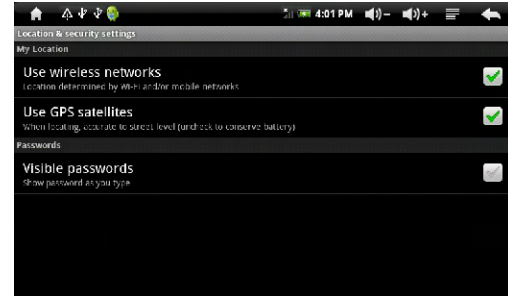 4:01 PM
Location & security settings
My Location
Use wireless networks
Location determined by Wi-Fi and/or mobile networks
Use GPS satellites
When locating, accurate to street level (uncheck to conserve battery)
Passwords
Visible passwords
Show password as you type